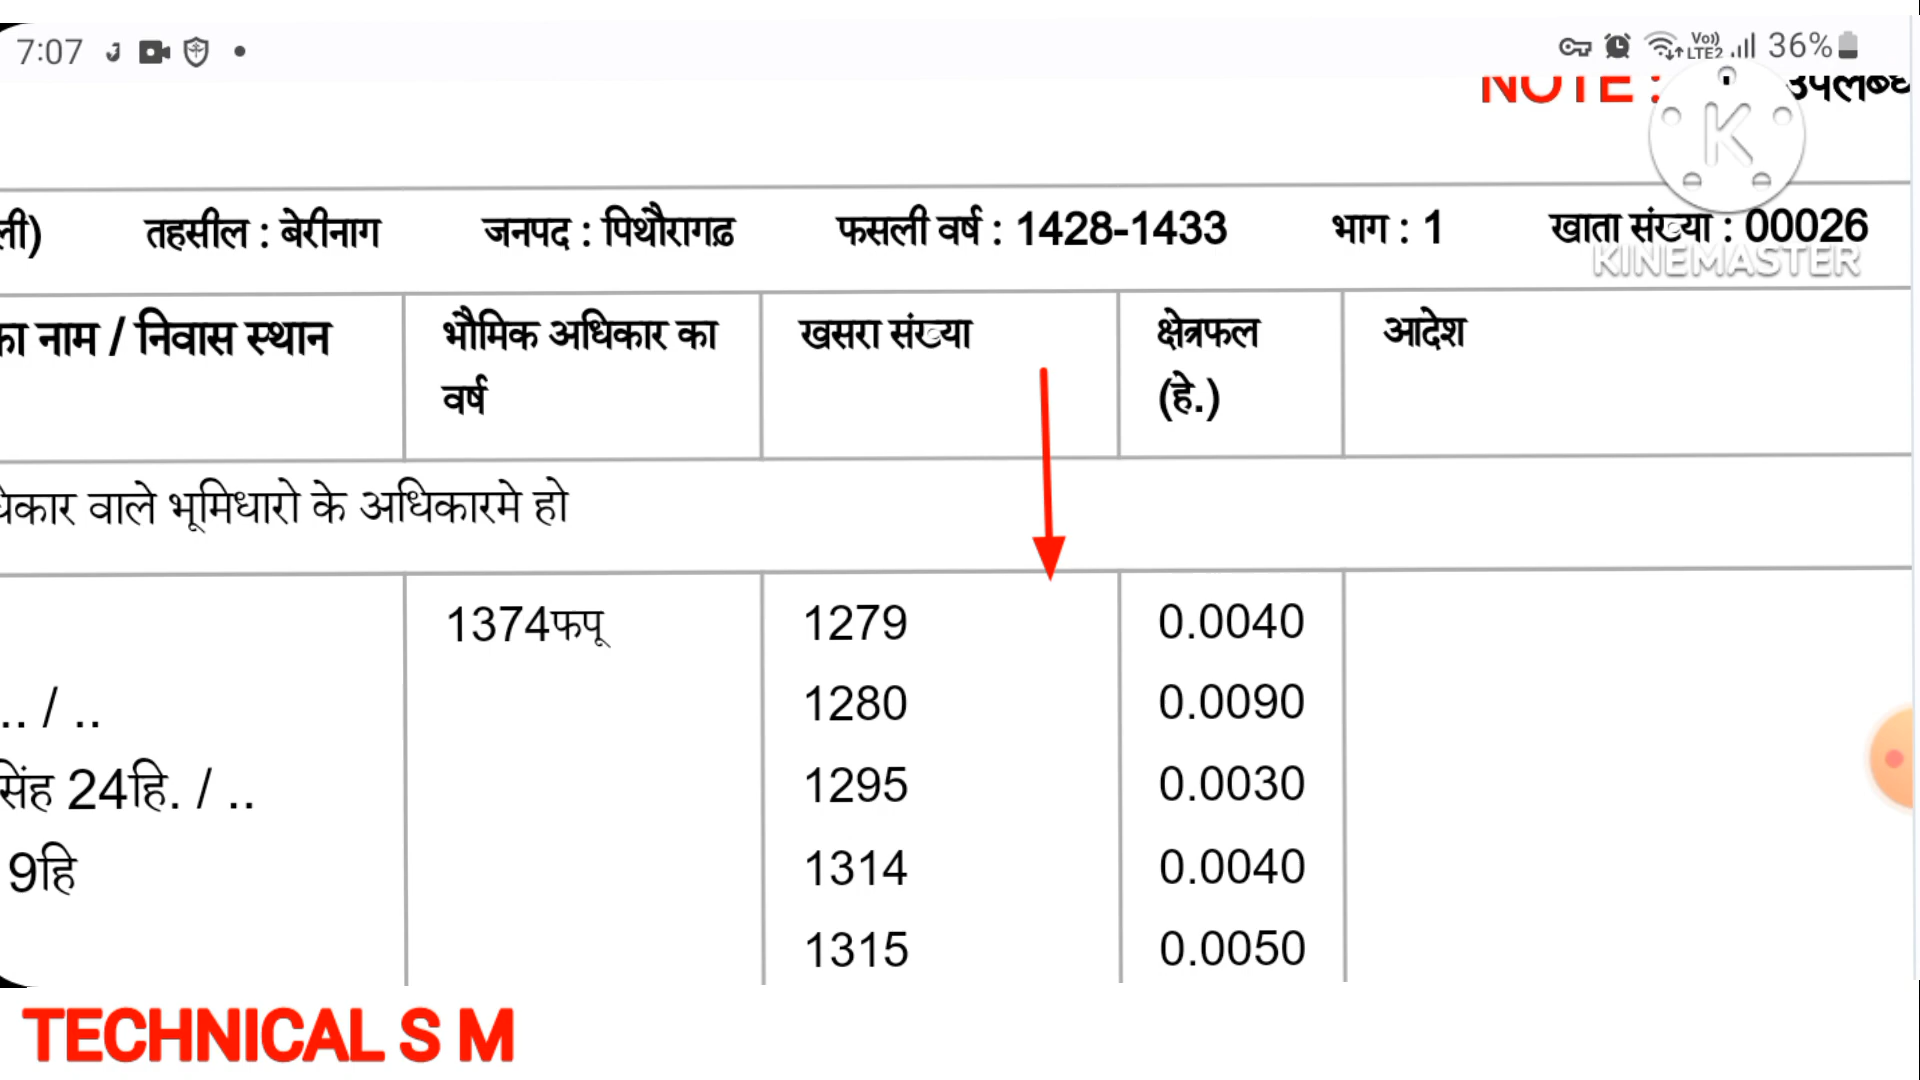 7:07
Vo))
LTE2
36%
NOTE :
KINEMASTER
तहसील : बेरीनाग जनपद : पिथौरागढ़ फसली वर्ष : 1428-1433 भाग : 1 खाता संख्या : 00026
का नाम / निवास स्थान भौमिक अधिकार का वर्ष खसरा संख्या क्षेत्रफल (हे.) आदेश
वाले भूमिधारो के अधिकारमे हो
1374फपू 1279 0.0040
.. / .. 1280 0.0090
सिंह 24हि. / .. 1295 0.0030
9हि 1314 0.0040
1315 0.0050
TECHNICAL S M